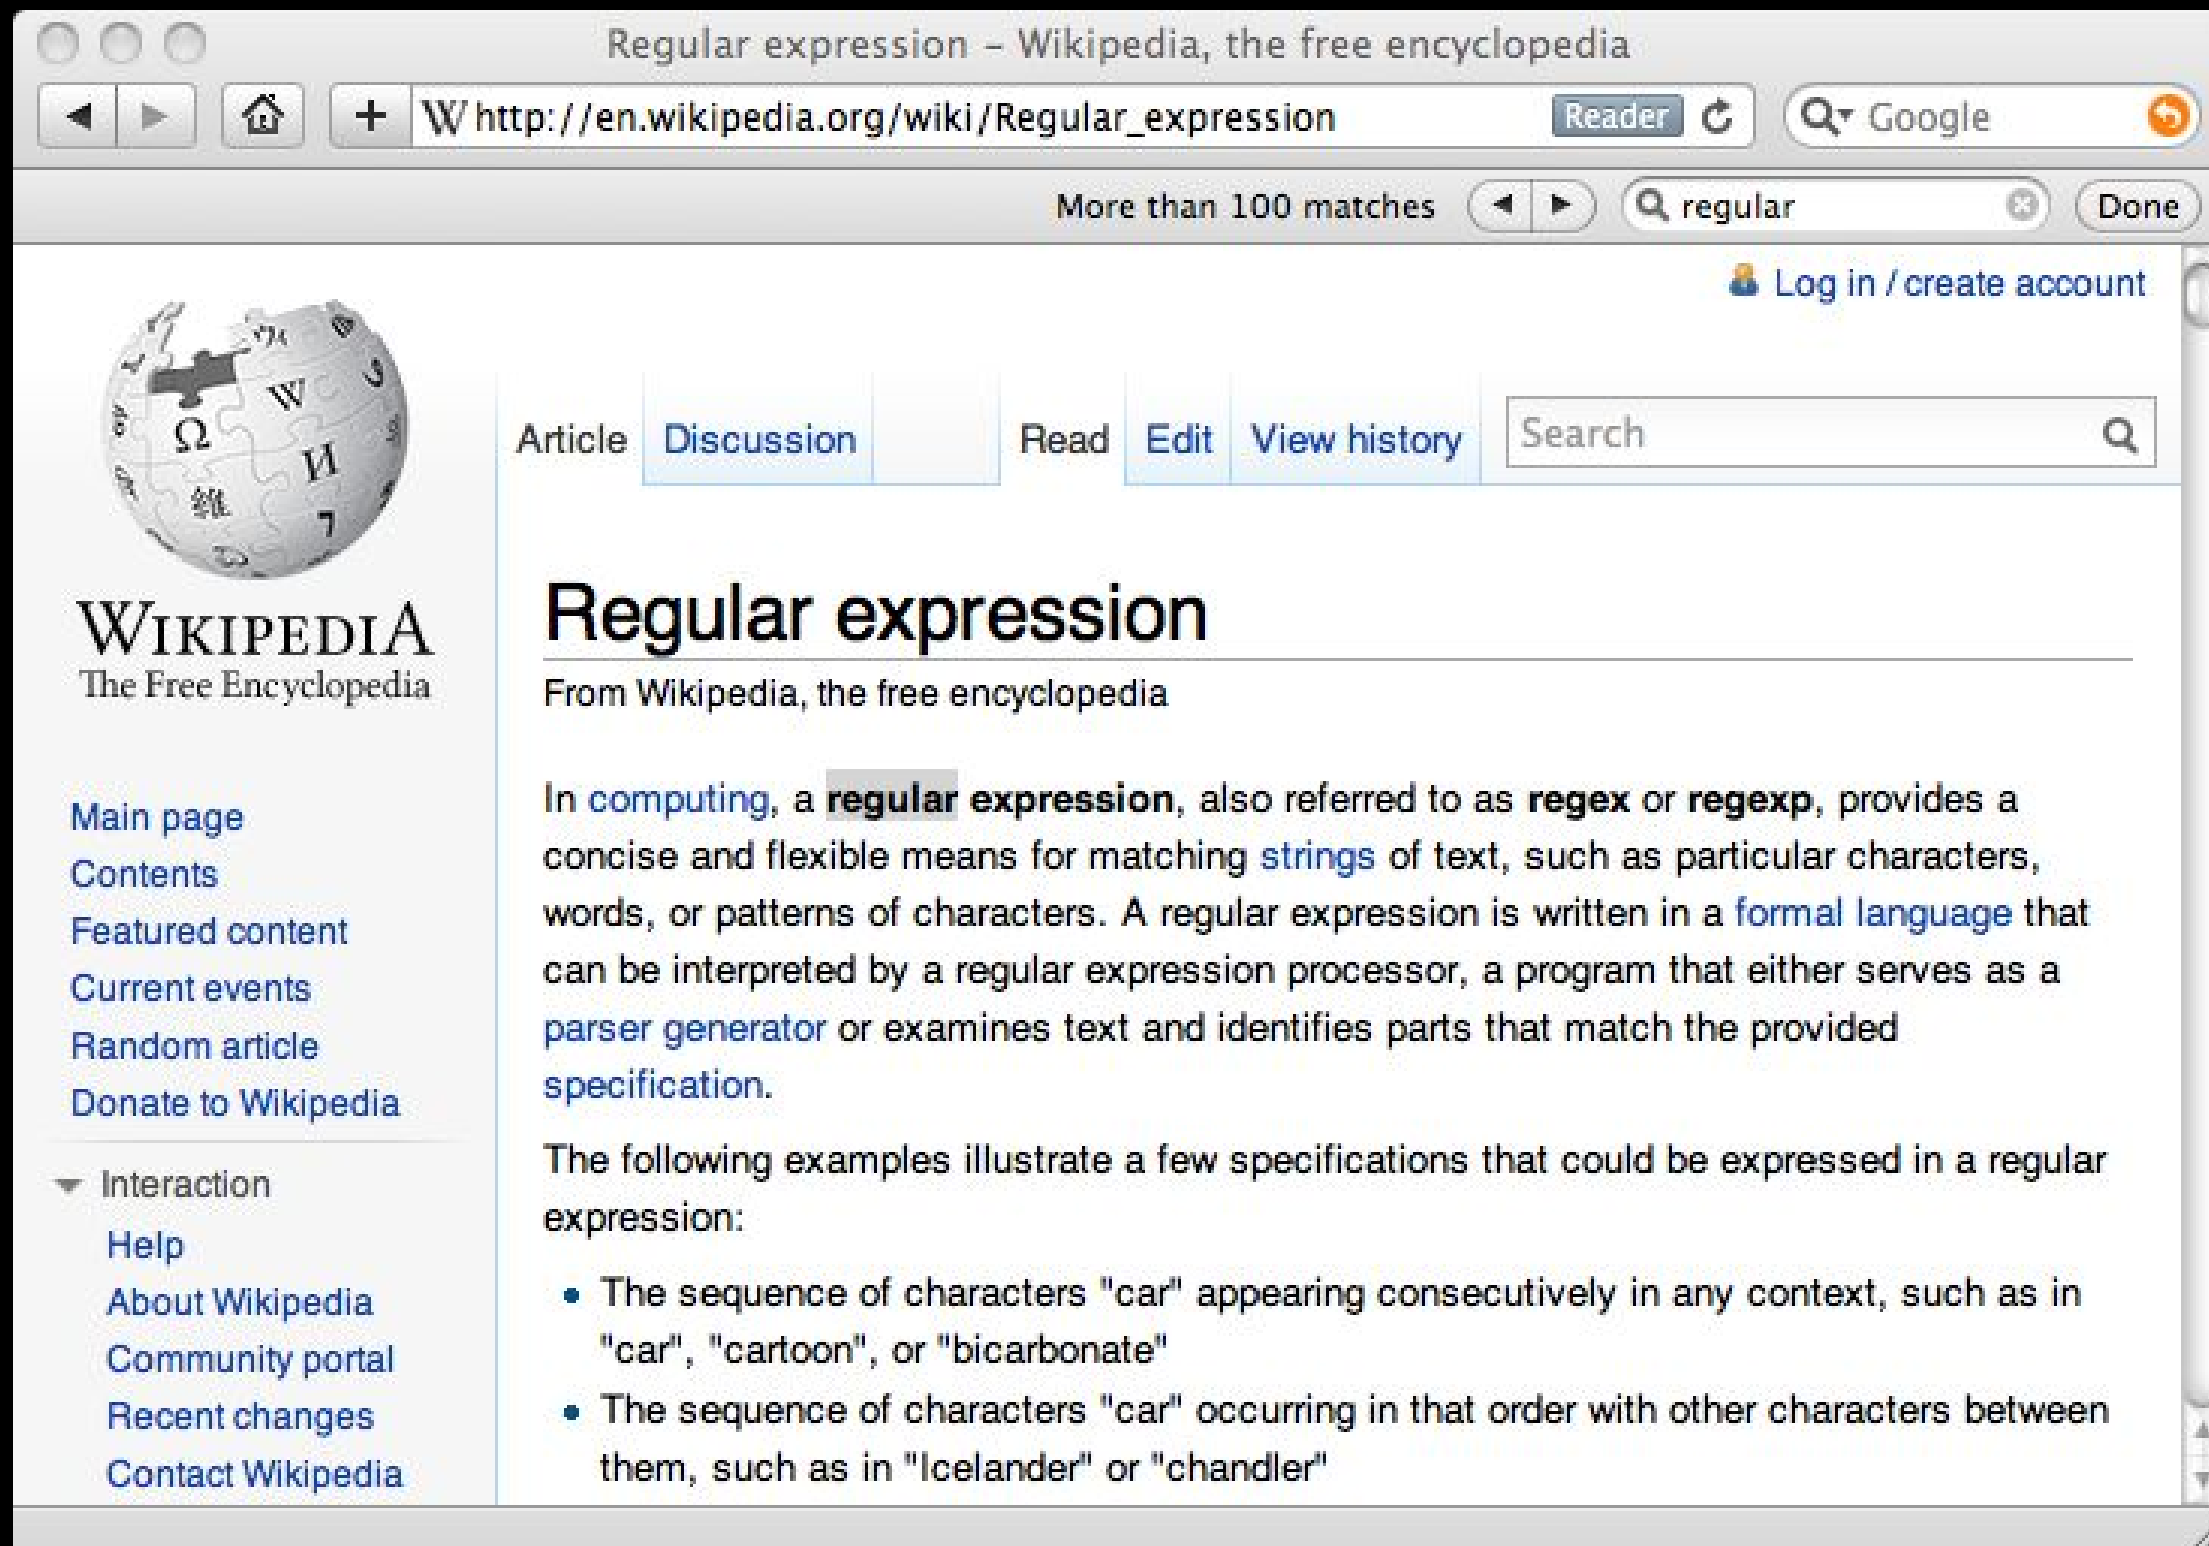 Regular expression – Wikipedia, the free encyclopedia
http://en.wikipedia.org/wiki/Regular_expression
Reader
Google
More than 100 matches
regular
Done
Log in / create account
Article
Discussion
Read
Edit
View history
Search
W
Ω
И
維
7
WIKIPEDIA
The Free Encyclopedia
Main page
Contents
Featured content
Current events
Random article
Donate to Wikipedia
Interaction
Help
About Wikipedia
Community portal
Recent changes
Contact Wikipedia
Regular expression
From Wikipedia, the free encyclopedia
In computing, a regular expression, also referred to as regex or regexp, provides a
concise and flexible means for matching strings of text, such as particular characters,
words, or patterns of characters. A regular expression is written in a formal language that
can be interpreted by a regular expression processor, a program that either serves as a
parser generator or examines text and identifies parts that match the provided
specification.
The following examples illustrate a few specifications that could be expressed in a regular
expression:
• The sequence of characters "car" appearing consecutively in any context, such as in
"car", "cartoon", or "bicarbonate"
• The sequence of characters "car" occurring in that order with other characters between
them, such as in "Icelander" or "chandler"